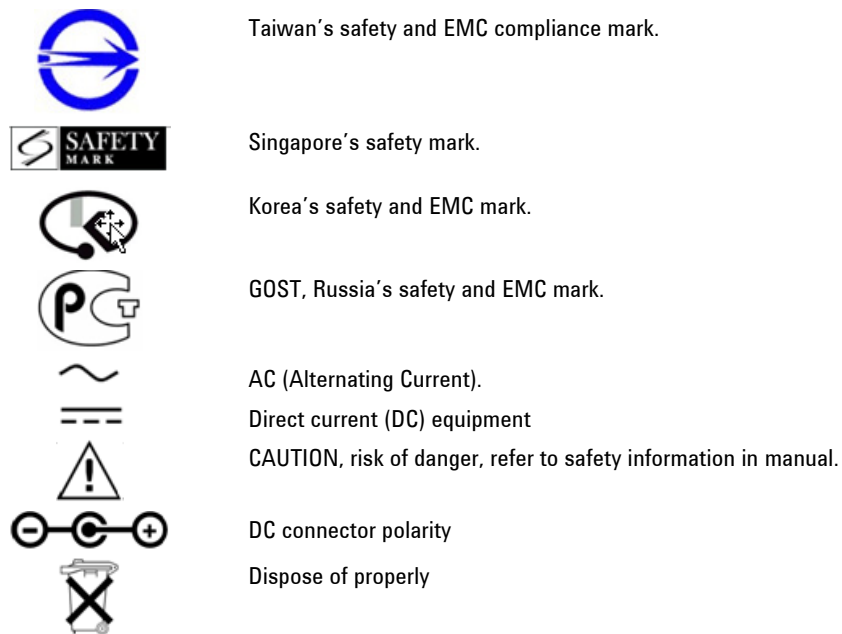 Taiwan's safety and EMC compliance mark.
SAFETY
MARK
Singapore's safety mark.
Korea's safety and EMC mark.
PCT
GOST, Russia's safety and EMC mark.
AC (Alternating Current).
Direct current (DC) equipment
CAUTION, risk of danger, refer to safety information in manual.
DC connector polarity
Dispose of properly